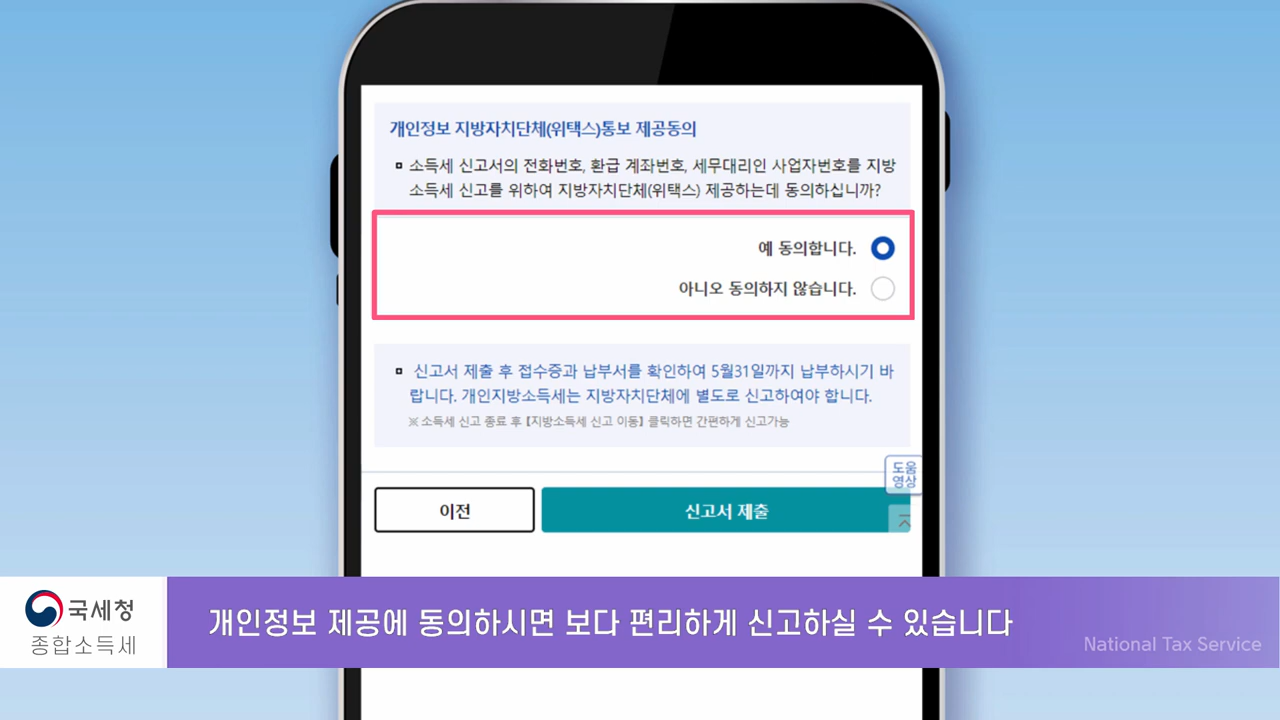 개인정보 지방자치단체(위택스)통보 제공동의
소득세 신고서의 전화번호, 환급 계좌번호, 세무대리인 사업자번호를 지방
소득세 신고를 위하여 지방자치단체(위택스) 제공하는데 동의하십니까?
예 동의합니다.
아니오 동의하지 않습니다.
신고서 제출 후 접수증과 납부서를 확인하여 5월31일까지 납부하시기 바
랍니다. 개인지방소득세는 지방자치단체에 별도로 신고하여야 합니다.
※ 소득세 신고 종료 후 【지방소득세 신고 이동】 클릭하면 간편하게 신고가능
도움
영상
이전
신고서 제출
국세청
종합소득세
개인정보 제공에 동의하시면 보다 편리하게 신고하실 수 있습니다
National Tax Service